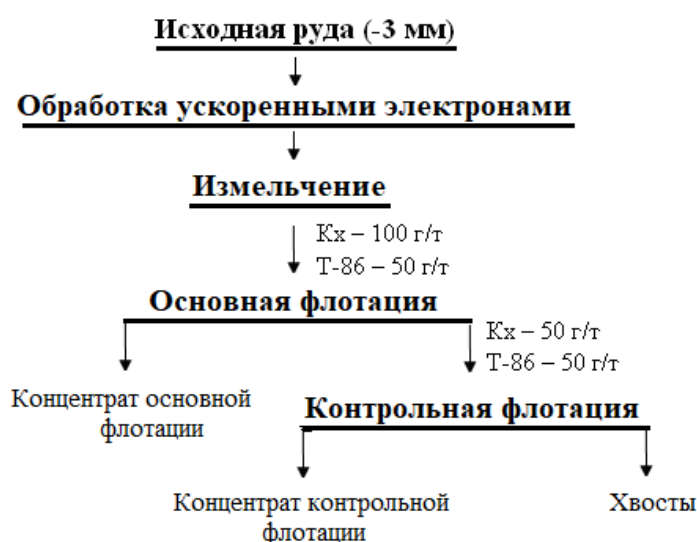 Исходная руда (-3 мм)
Обработка ускоренными электронами
Измельчение
Кх – 100 г/т
Т-86 – 50 г/т
Основная флотация
Кх – 50 г/т
Т-86 – 50 г/т
Концентрат основной
флотации
Контрольная флотация
Концентрат контрольной
флотации
Хвосты